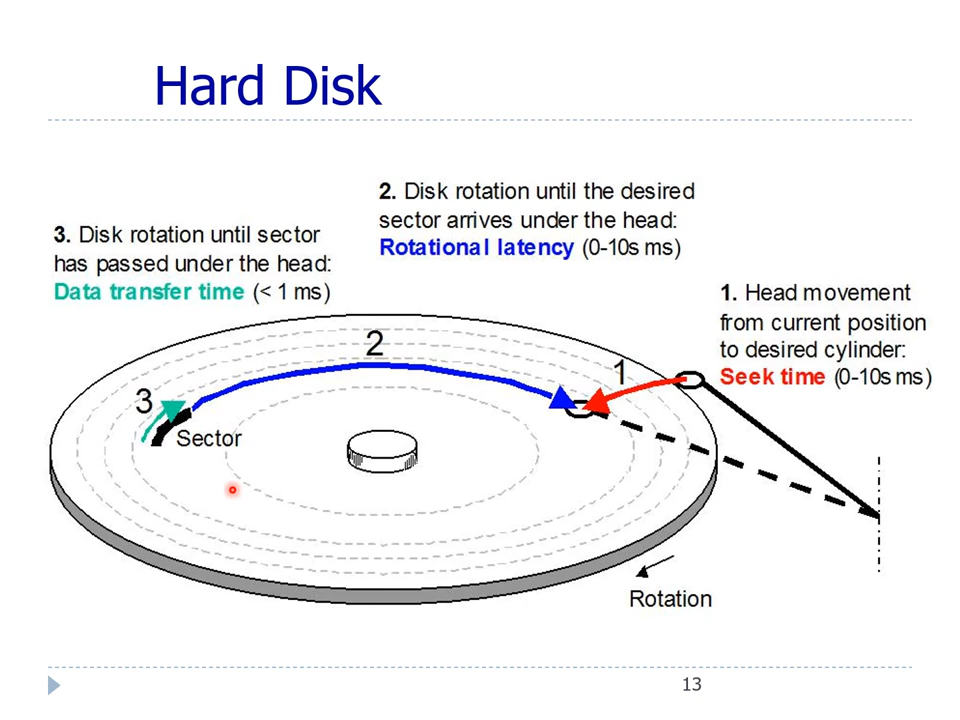 Hard Disk
2. Disk rotation until the desired
sector arrives under the head:
Rotational latency (0-10s ms)
3. Disk rotation until sector
has passed under the head:
Data transfer time (< 1 ms)
1. Head movement
from current position
to desired cylinder:
Seek time (0-10s ms)
2
1
3
Sector
Rotation
13